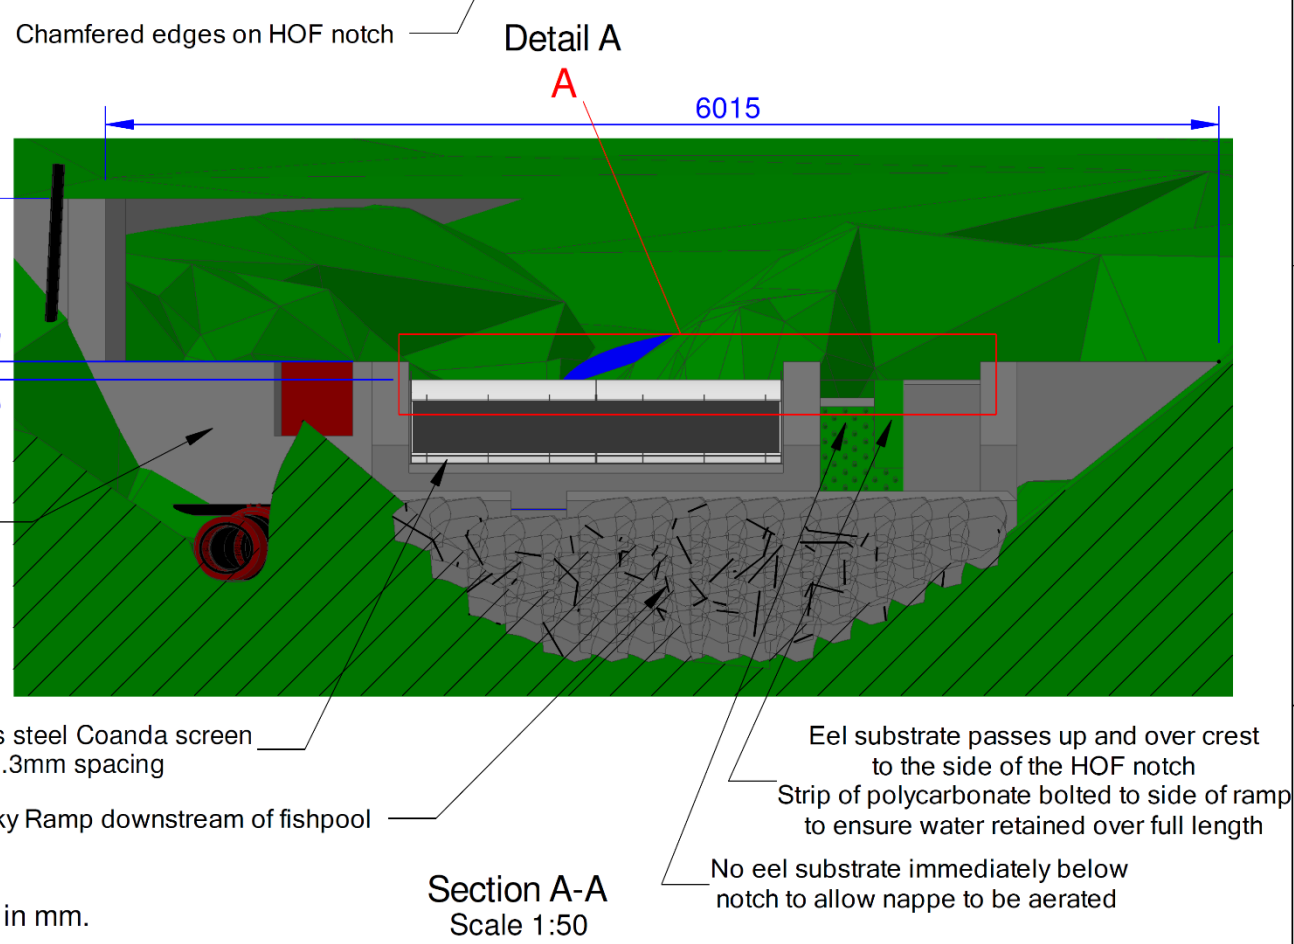 Chamfered edges on HOF notch
Detail A
A
6015
steel Coanda screen
.3mm spacing
Ramp downstream of fishpool
Eel substrate passes up and over crest
to the side of the HOF notch
Strip of polycarbonate bolted to side of ramp
to ensure water retained over full length
No eel substrate immediately below
notch to allow nappe to be aerated
Section A-A
Scale 1:50
in mm.